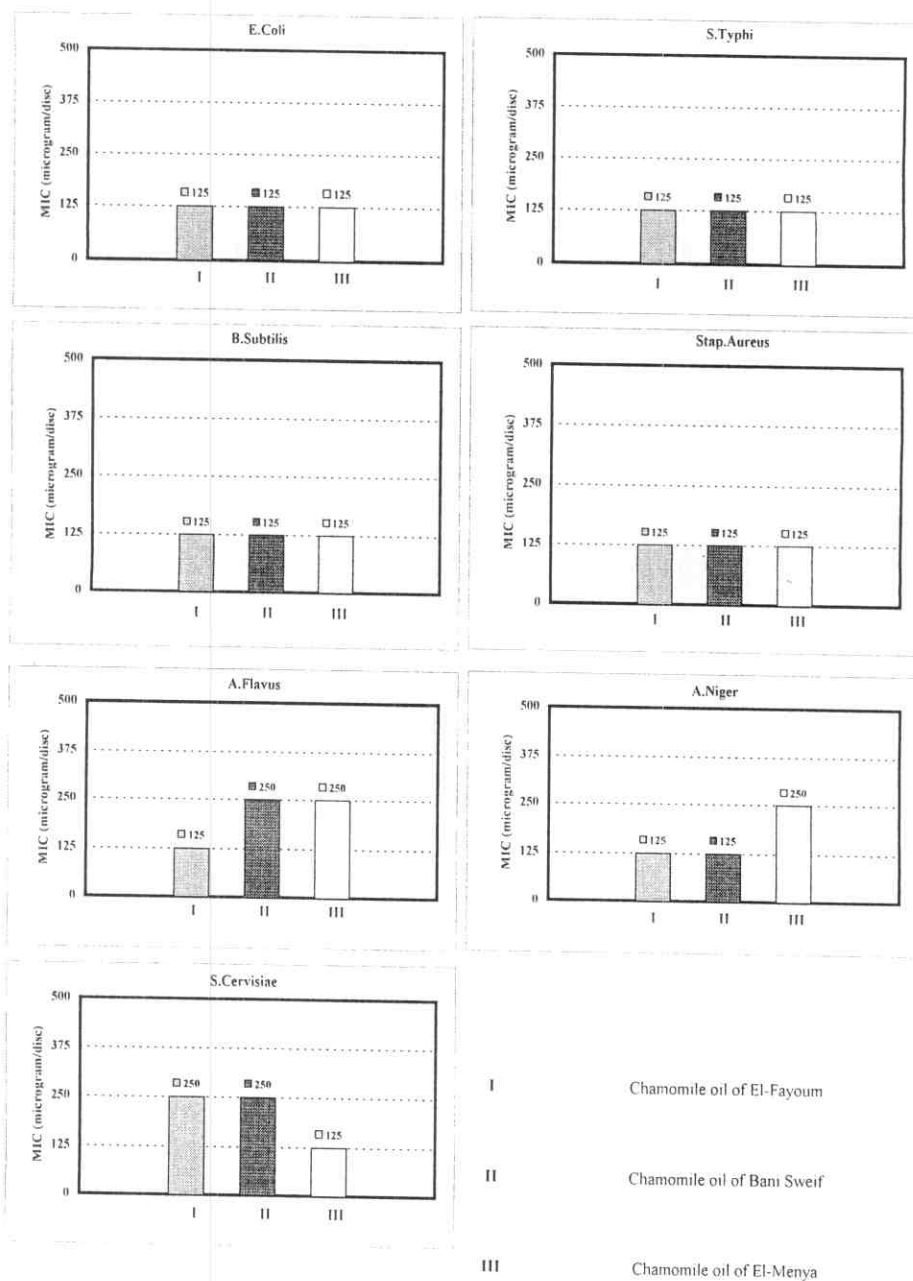 E.Coli
500
375
250
125
0
MIC (microgram/disc)
125
125
125
I
II
III
S.Typhi
500
375
250
125
0
MIC (microgram/disc)
125
125
125
I
II
III
B.Subtilis
500
375
250
125
0
MIC (microgram/disc)
125
125
125
I
II
III
Stap.Aureus
500
375
250
125
0
MIC (microgram/disc)
125
125
125
I
II
III
A.Flavus
500
375
250
125
0
MIC (microgram/disc)
125
250
250
I
II
III
A.Niger
500
375
250
125
0
MIC (microgram/disc)
125
125
250
I
II
III
S.Cervisiae
500
375
250
125
0
MIC (microgram/disc)
250
250
125
I
II
III
I Chamomile oil of El-Fayoum
II Chamomile oil of Bani Sweif
III Chamomile oil of El-Menya